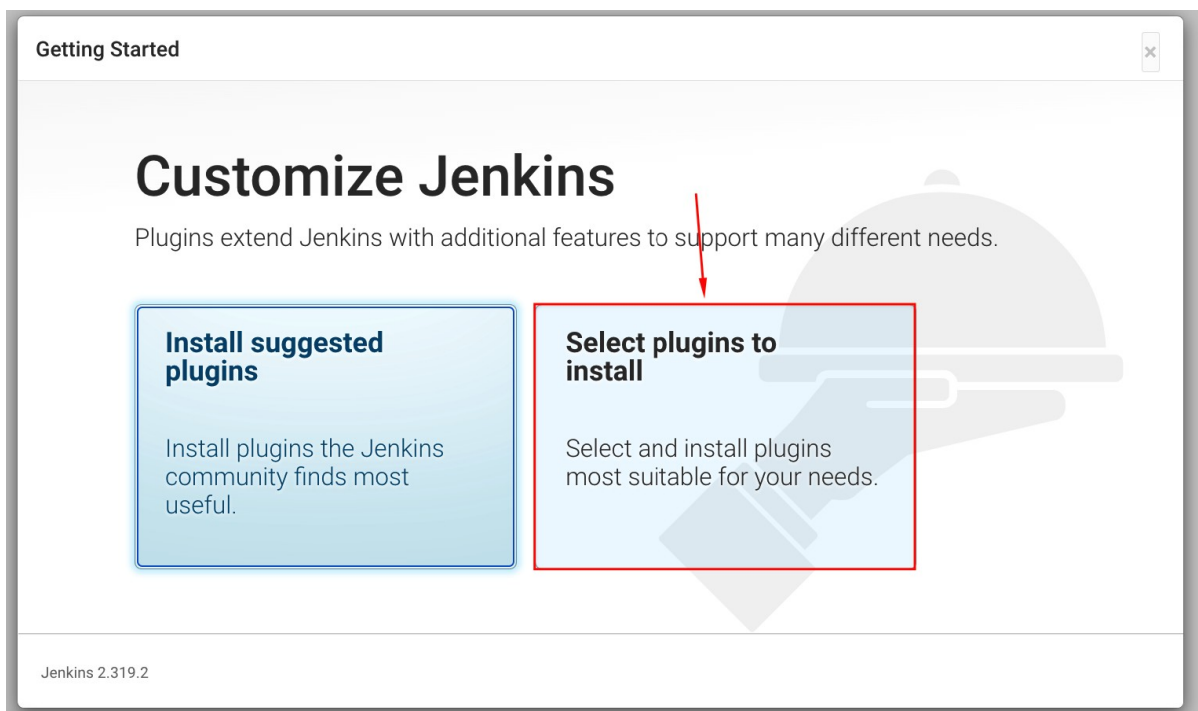 Getting Started
×
Customize Jenkins
Plugins extend Jenkins with additional features to support many different needs.
Install suggested
plugins
Install plugins the Jenkins
community finds most
useful.
Select plugins to
install
Select and install plugins
most suitable for your needs.
Jenkins 2.319.2